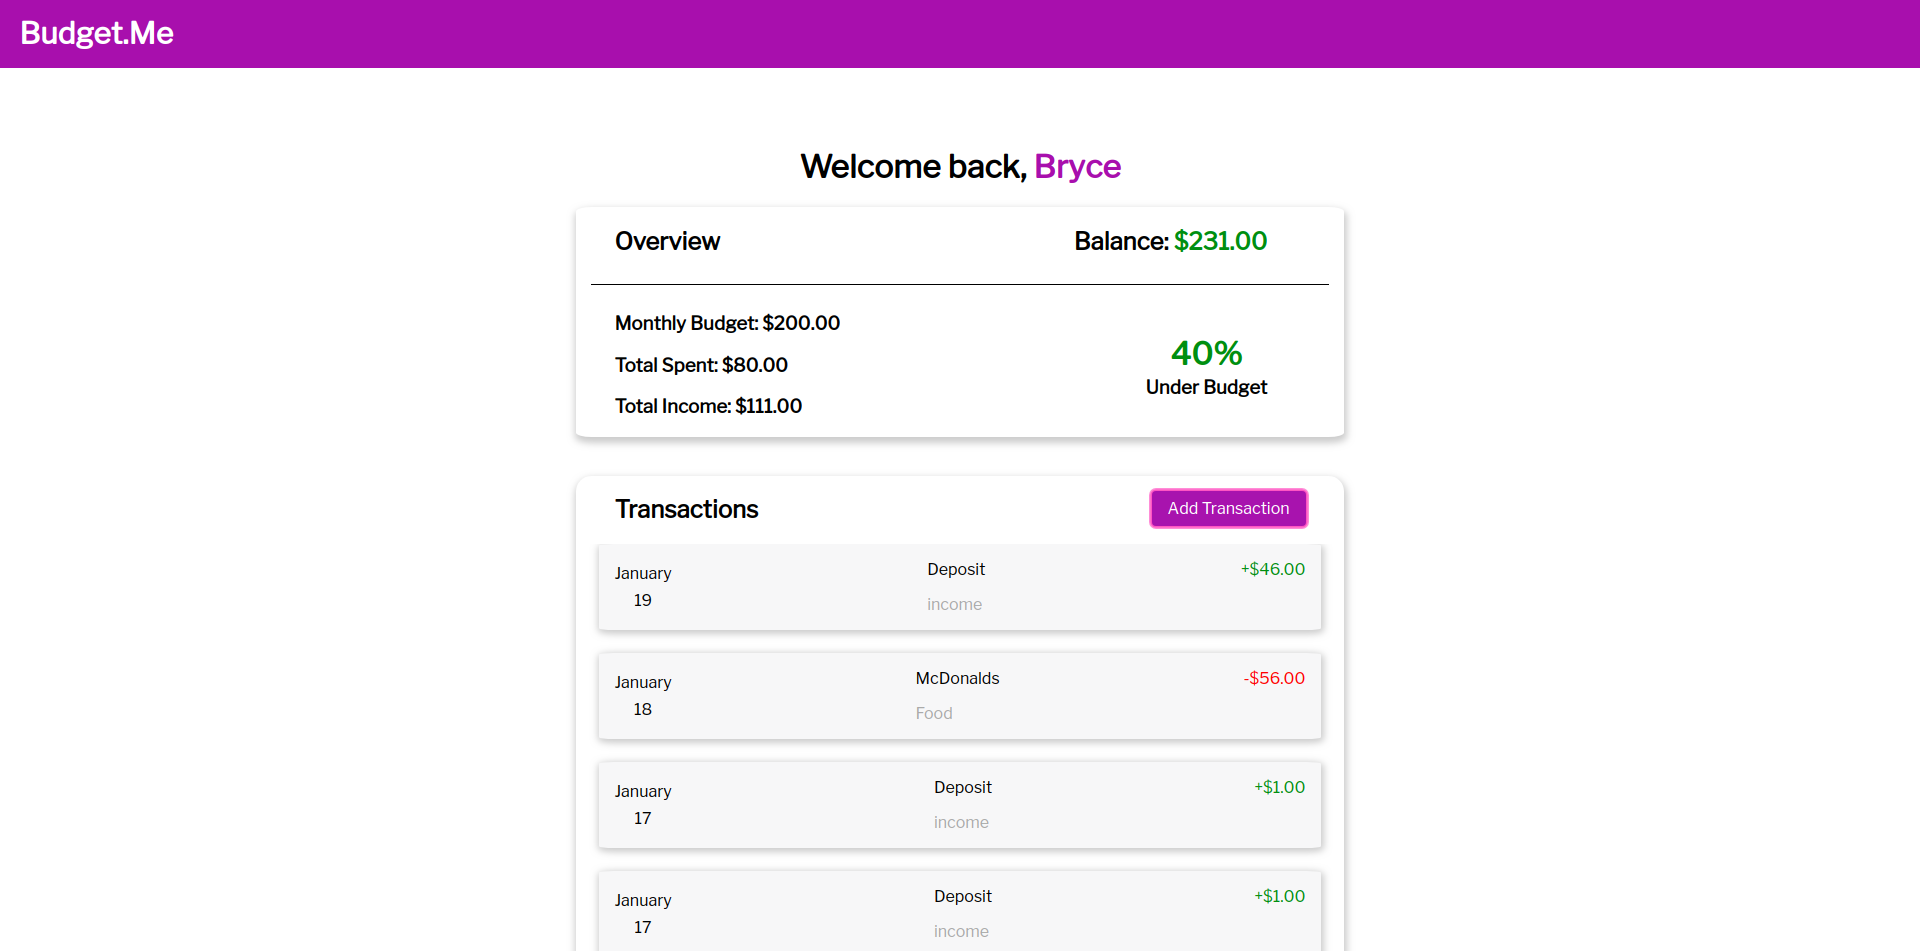 Budget.Me
Welcome back, Bryce
Overview
Balance: $231.00
Monthly Budget: $200.00
Total Spent: $80.00
Total Income: $111.00
40%
Under Budget
Transactions
Add Transaction
January
19
Deposit
income
+$46.00
January
18
McDonalds
Food
-$56.00
January
17
Deposit
income
+$1.00
January
17
Deposit
income
+$1.00